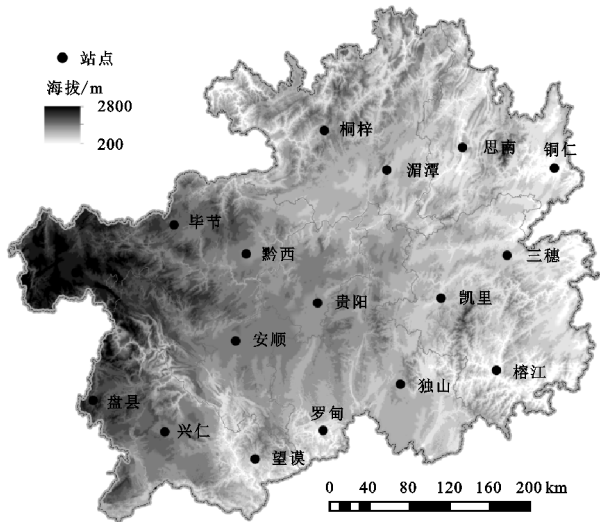 站点
海拔/m
2800
200
桐梓
思南
铜仁
湄潭
毕节
黔西
三穗
贵阳
凯里
安顺
榕江
独山
盘县
罗甸
兴仁
望谟
0 40 80 120 160 200 km